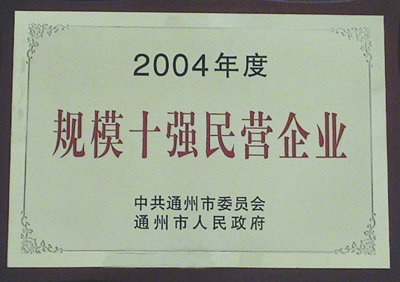 2004年度
规模十强民营企业
中共通州市委员会
通州市人民政府